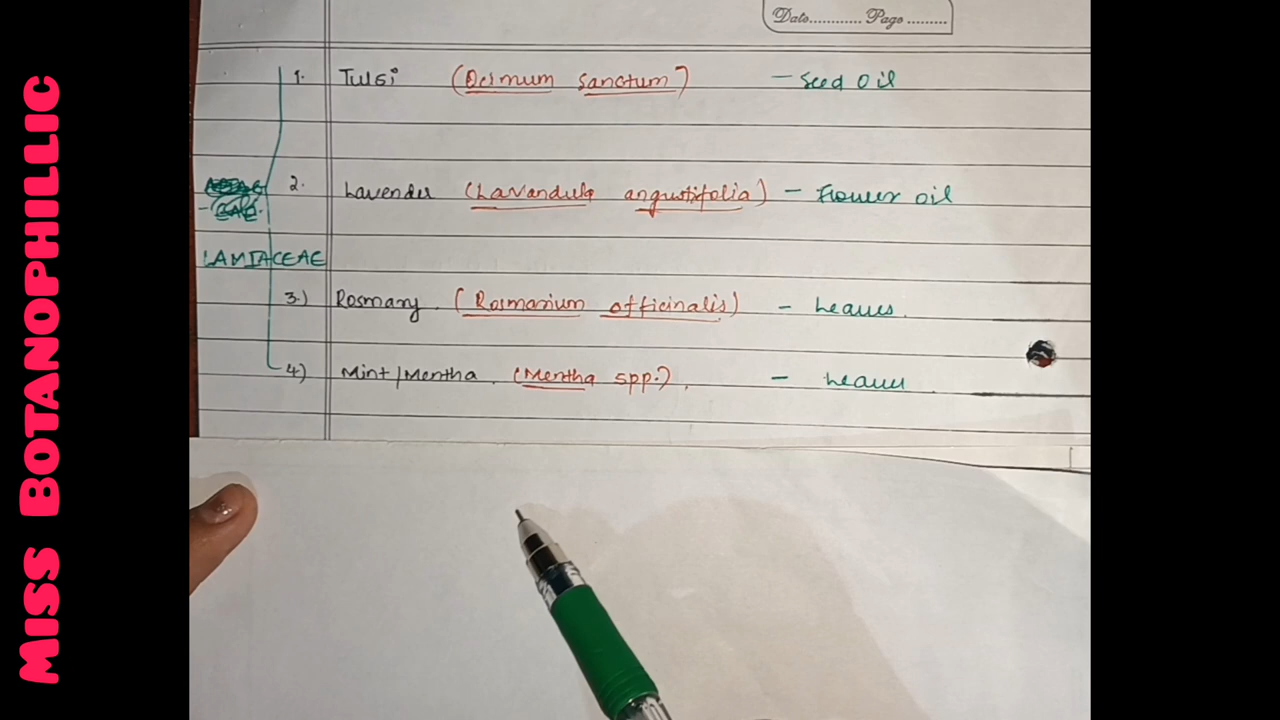 MISS BOTANOPHILLIC
Date............ Page .........
1. Tulsi (Ocimum sanctum) - Seed Oil
2. Lavender (Lavandula angustifolia) - Flower oil
LAMIACEAE
3.) Rosmary. (Rosmarium officinalis) - Leaves.
4.) Mint/Mentha. (Mentha spp.). - Leaves.